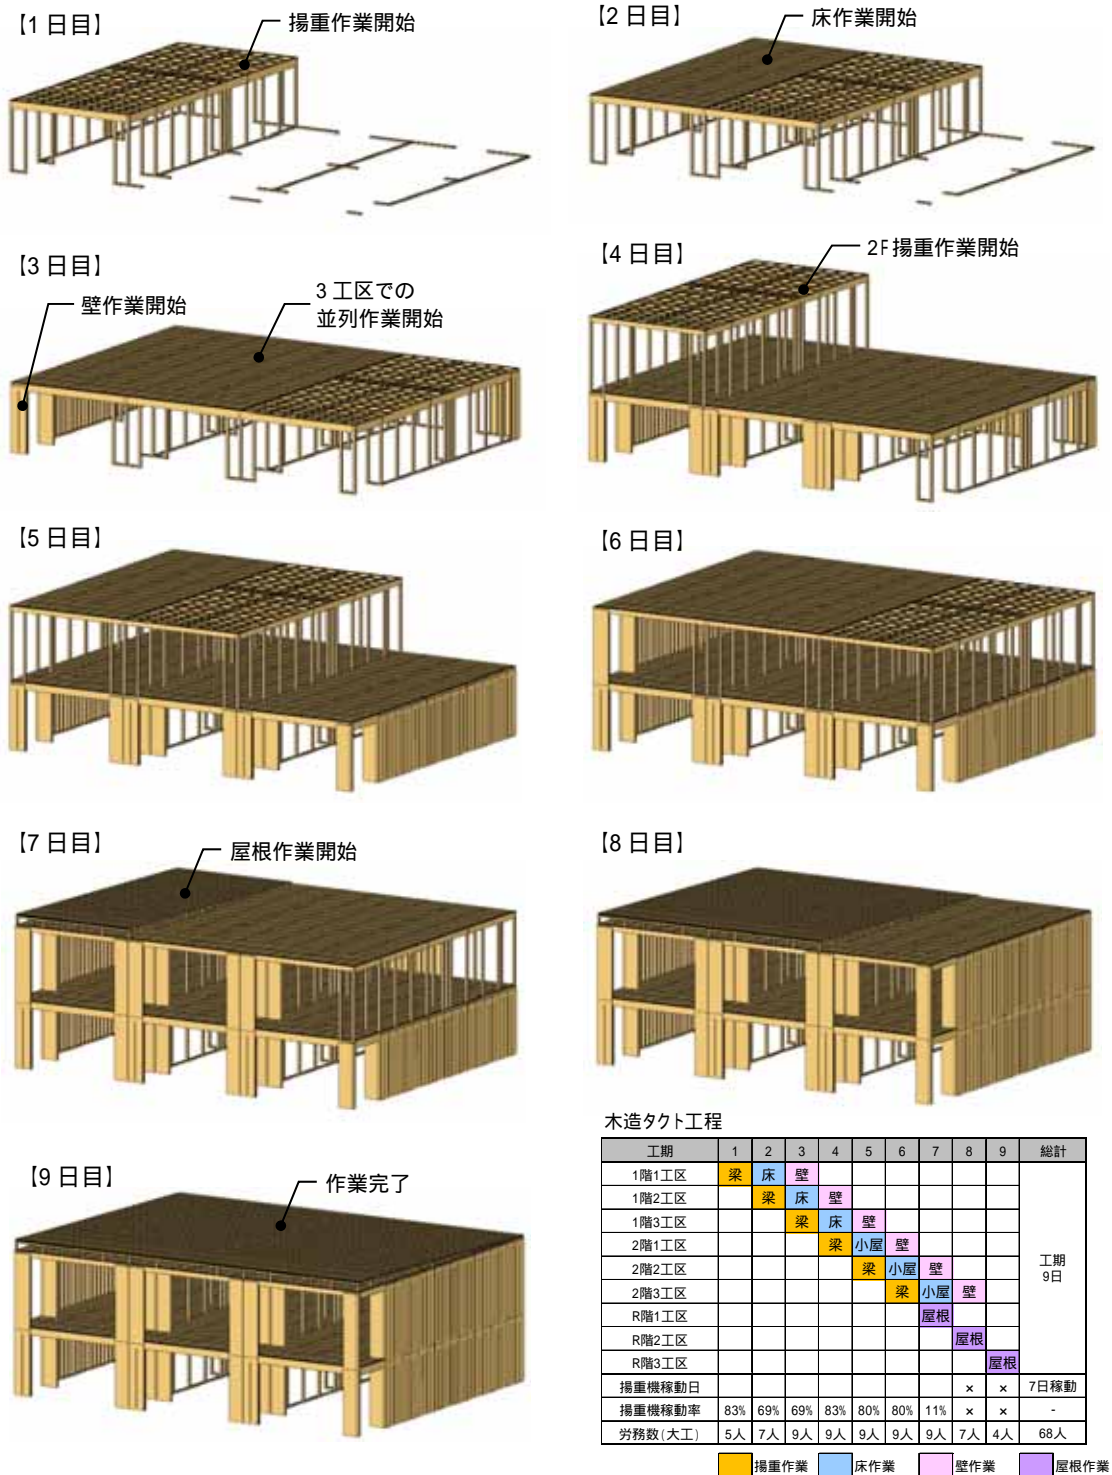 【1 日目】
揚重作業開始
【2 日目】
床作業開始
【3 日目】
壁作業開始
3 工区での
並列作業開始
【4 日目】
2F 揚重作業開始
【5 日目】
【6 日目】
【7 日目】
屋根作業開始
【8 日目】
【9 日目】
作業完了
木造タクト工程
工期 1 2 3 4 5 6 7 8 9 総計
1階1工区 梁 床 壁
1階2工区 梁 床 壁
1階3工区 梁 床 壁
2階1工区 梁 小屋 壁
2階2工区 梁 小屋 壁
2階3工区 梁 小屋 壁
R階1工区 屋根
R階2工区 屋根
R階3工区 屋根
工期
9日
揚重機稼動日 × × 7日稼動
揚重機稼動率 83% 69% 69% 83% 80% 80% 11% × × -
労務数(大工) 5人 7人 9人 9人 9人 9人 9人 7人 4人 68人
揚重作業 床作業 壁作業 屋根作業